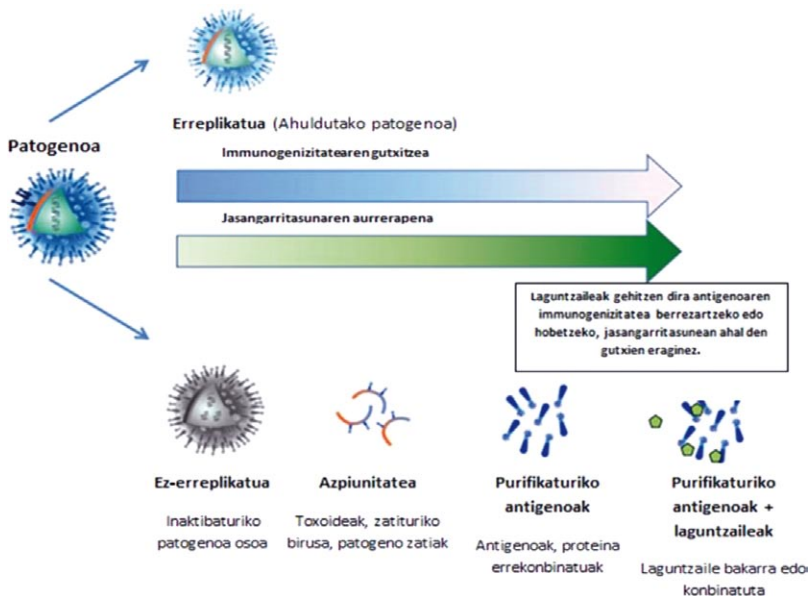 Erreplikatua (Ahuldutako patogenoa)
Patogenoa
Immunogenizitatearen gutxitzea
Jasangarritasunaren aurrerapena
Laguntzaileak gehitzen dira antigenoaren
immunogenizitatea berrezartzeko edo
hobetzeko, jasangarritasunean ahal den
gutxien eraginez.
Ez-erreplikatua
Inaktibaturiko
patogenoa osoa
Azpiunitatea
Toxoideak, zatituriko
birusa, patogeno zatiak
Purifikaturiko
antigenoak
Antigenoak, proteina
errekonbinatuak
Purifikaturiko
antigenoak +
laguntzaileak
Laguntzaile bakarra edo
konbinatuta